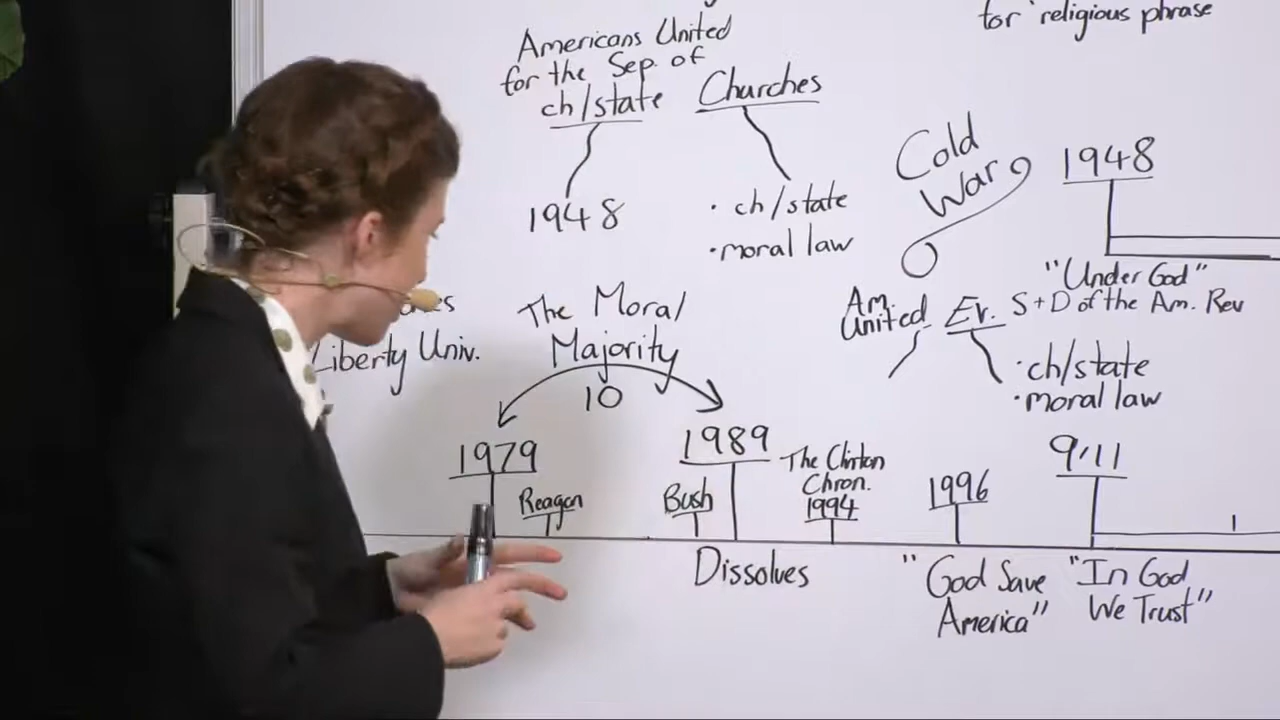 for religious phrase
Americans United
for the Sep. of
ch/state
Churches
1948
· ch/state
· moral law
Cold
War
1948
"Under God"
S+D of the Am. Rev
Am.
United
Ev.
· ch/state
· moral law
Liberty Univ.
The Moral
Majority
10
1979
Reagan
1989
Bush
Dissolves
The Clinton
Chron.
1994
1996
"God Save
America"
9/11
"In God
We Trust"